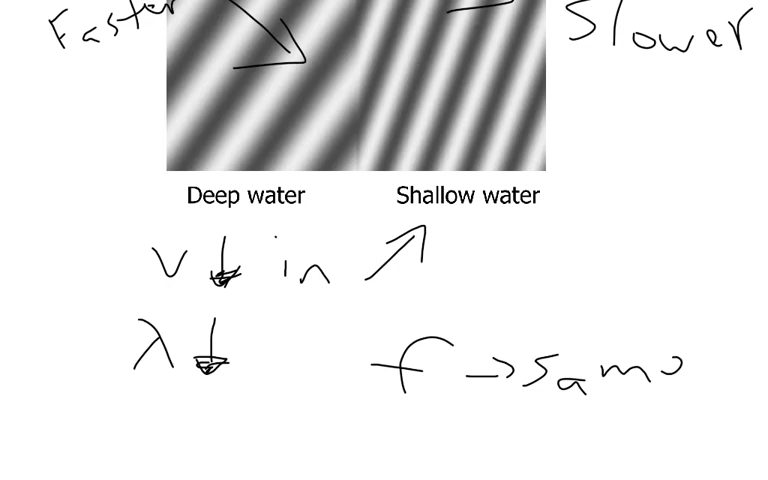 Faster Slower
Deep water Shallow water
v ↓ in ↗
λ ↓ f → same